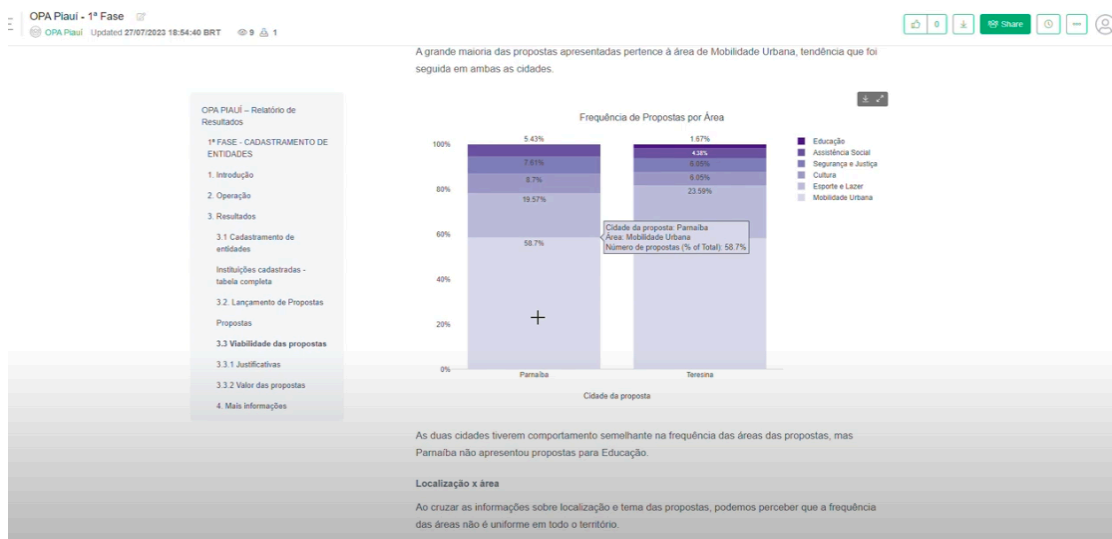 OPA Piauí - 1ª Fase
OPA Piauí Updated 27/07/2023 18:54:40 BRT 9 1
0
Share
A grande maioria das propostas apresentadas pertence à área de Mobilidade Urbana, tendência que foi
seguida em ambas as cidades.
OPA PIAUÍ – Relatório de
Resultados
1ª FASE - CADASTRAMENTO DE
ENTIDADES
1. Introdução
2. Operação
3. Resultados
3.1 Cadastramento de
entidades
Instituições cadastradas -
tabela completa
3.2. Lançamento de Propostas
Propostas
3.3 Viabilidade das propostas
3.3.1 Justificativas
3.3.2 Valor das propostas
4. Mais informações
Frequência de Propostas por Área
100%
80%
60%
40%
20%
0%
5.43%
7.61%
8.7%
19.57%
58.7%
1.67%
4.18%
6.05%
6.05%
23.59%
Cidade da proposta: Parnaíba
Área: Mobilidade Urbana
Número de propostas (% of Total): 58.7%
Parnaíba
Teresina
Cidade da proposta
Educação
Assistência Social
Segurança e Justiça
Cultura
Esporte e Lazer
Mobilidade Urbana
As duas cidades tiverem comportamento semelhante na frequência das áreas das propostas, mas
Parnaíba não apresentou propostas para Educação.
Localização x área
Ao cruzar as informações sobre localização e tema das propostas, podemos perceber que a frequência
das áreas não é uniforme em todo o território.